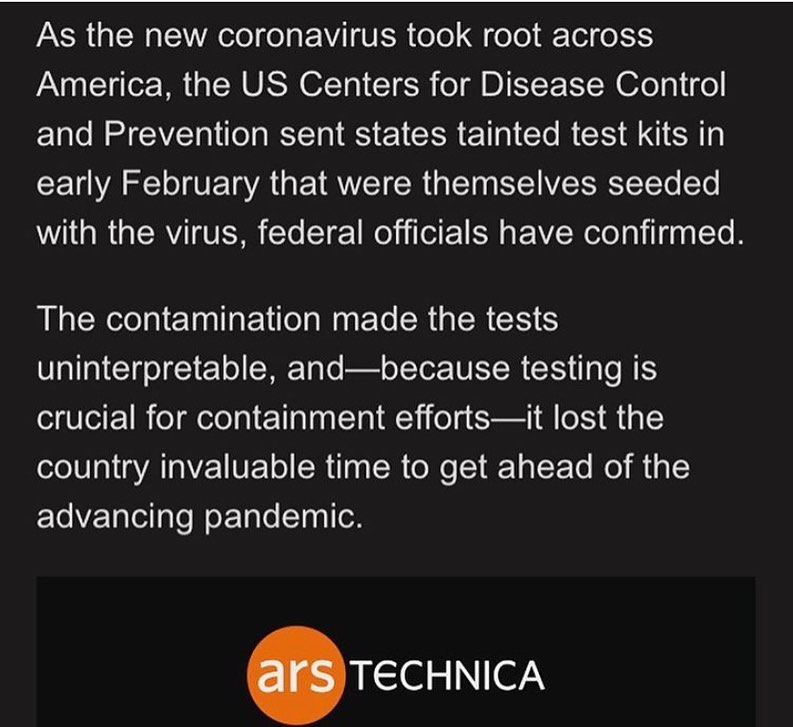 As the new coronavirus took root across
America, the US Centers for Disease Control
and Prevention sent states tainted test kits in
early February that were themselves seeded
with the virus, federal officials have confirmed.
The contamination made the tests
uninterpretable, and—because testing is
crucial for containment efforts—it lost the
country invaluable time to get ahead of the
advancing pandemic.
ars TECHNICA